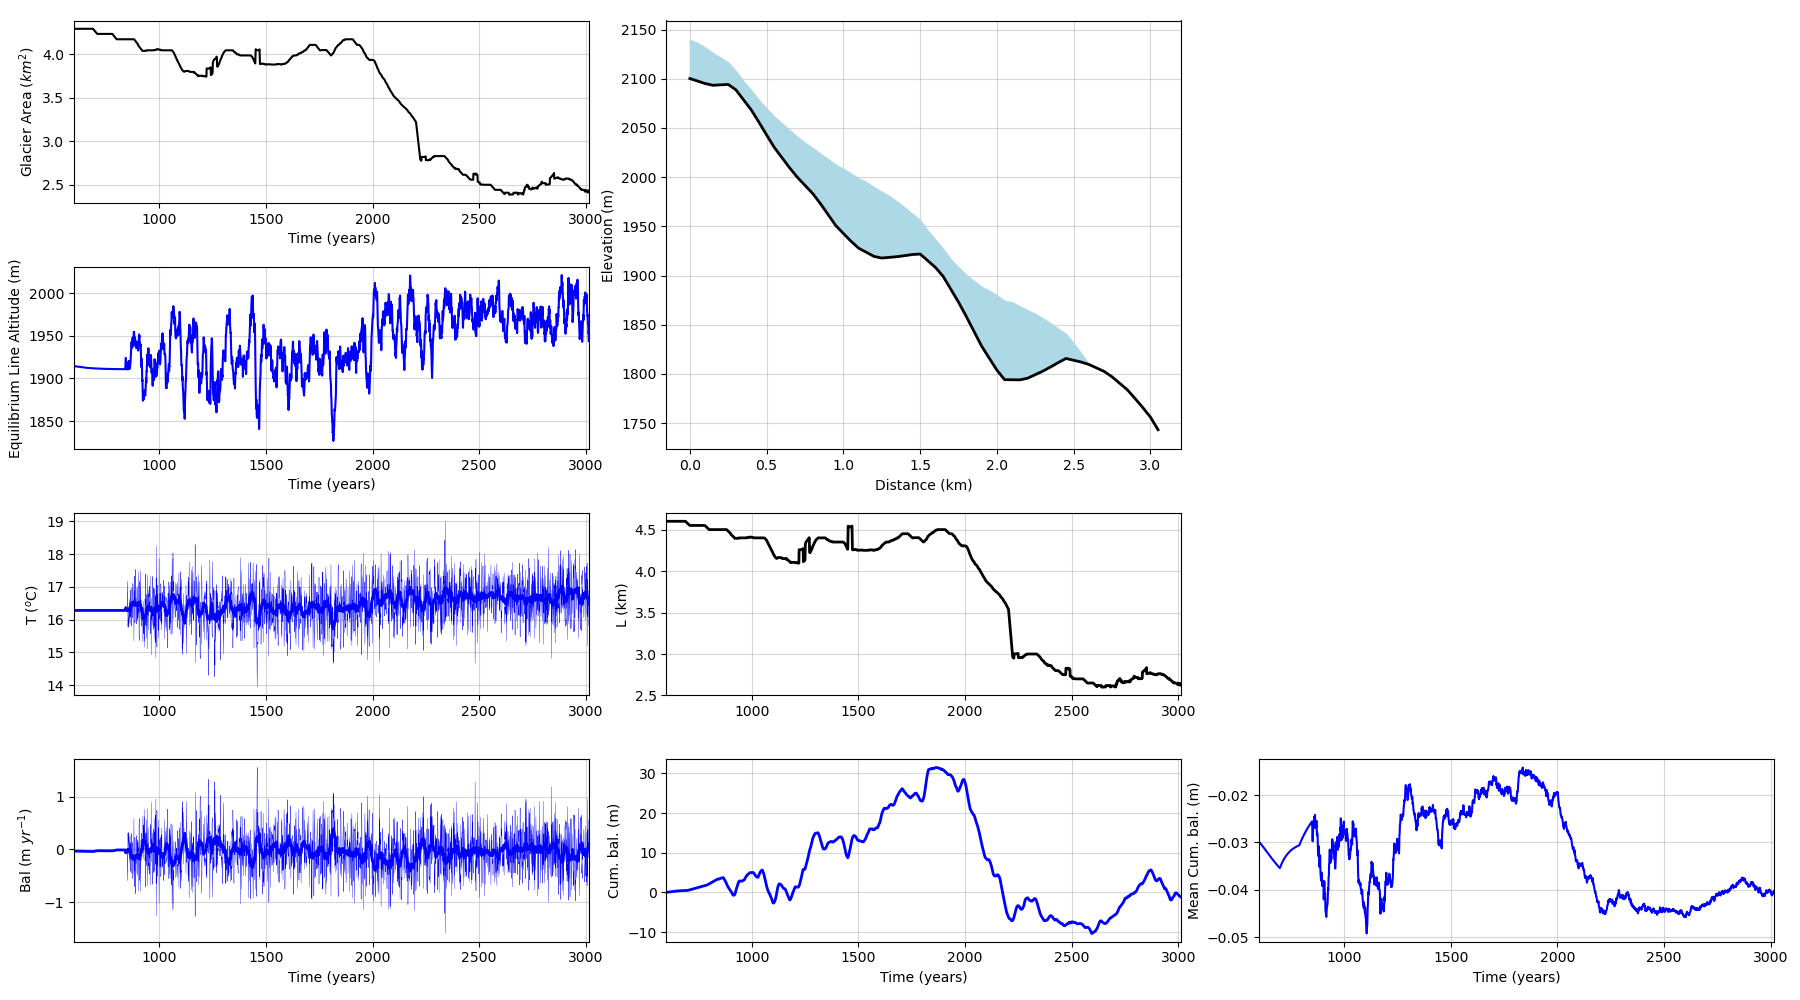 Glacier Area (km²)
4.0
3.5
3.0
2.5
1000 1500 2000 2500 3000
Time (years)
Equilibrium Line Altitude (m)
2000
1950
1900
1850
1000 1500 2000 2500 3000
Time (years)
Elevation (m)
2150
2100
2050
2000
1950
1900
1850
1800
1750
0.0 0.5 1.0 1.5 2.0 2.5 3.0
Distance (km)
T (°C)
19
18
17
16
15
14
1000 1500 2000 2500 3000
L (km)
4.5
4.0
3.5
3.0
2.5
1000 1500 2000 2500 3000
Bal (m yr⁻¹)
1
0
−1
1000 1500 2000 2500 3000
Time (years)
Cum. bal. (m)
30
20
10
0
−10
1000 1500 2000 2500 3000
Time (years)
Mean Cum. bal. (m)
−0.02
−0.03
−0.04
−0.05
1000 1500 2000 2500 3000
Time (years)